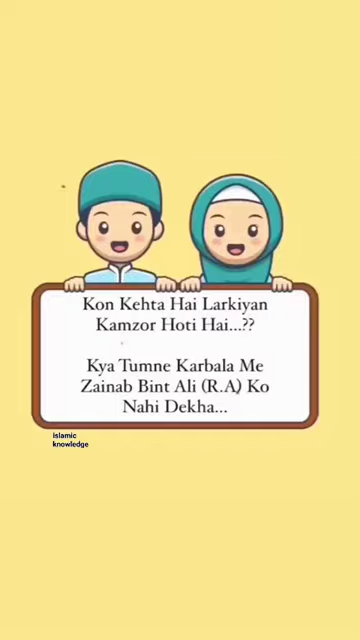 Kon Kehta Hai Larkiyan
Kamzor Hoti Hai...??
Kya Tumne Karbala Me
Zainab Bint Ali (R.A) Ko
Nahi Dekha...
islamic
knowledge